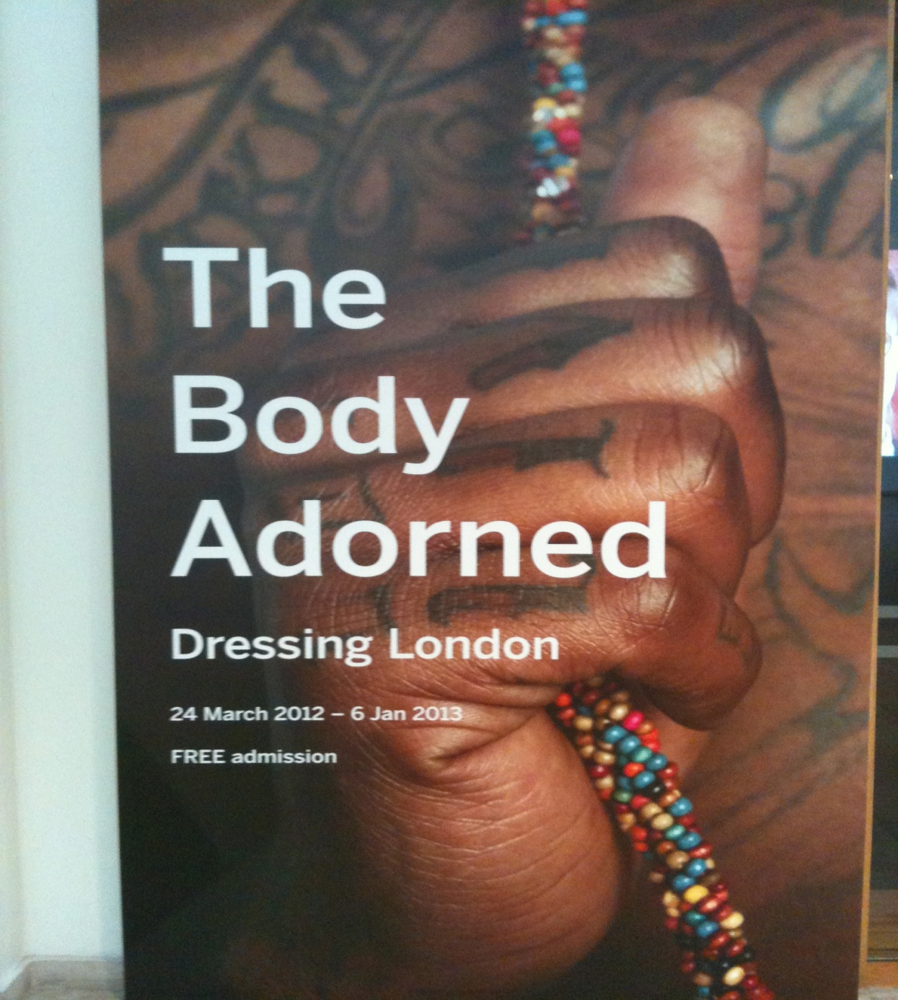 The
Body
Adorned
Dressing London
24 March 2012 – 6 Jan 2013
FREE admission